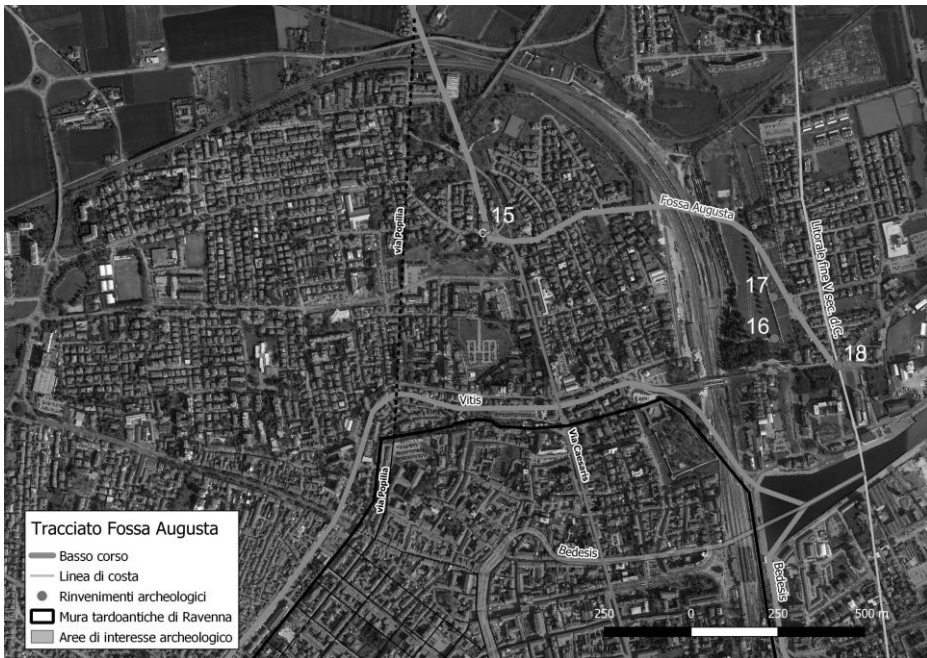 15
Fossa Augusta
via Popilia
17
Litorale fine V sec. d.C.
16
18
Vitis
via Popilia
Via Caesaris
Bedesis
Bedesis
Tracciato Fossa Augusta
Basso corso
Linea di costa
Rinvenimenti archeologici
Mura tardoantiche di Ravenna
Aree di interesse archeologico
250 0 250 500 m